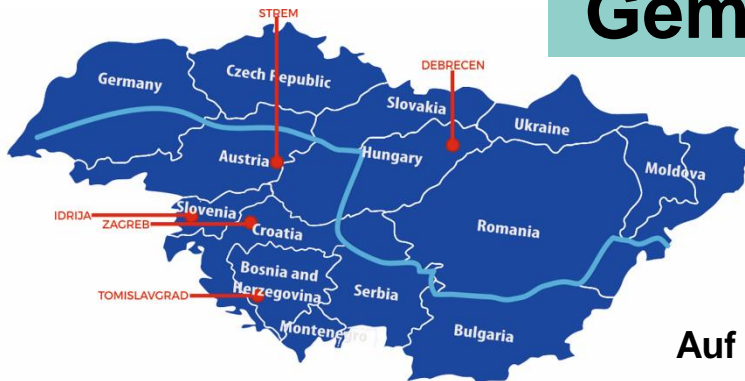 Gem
STREM
DEBRECEN
Germany
Czech Republic
Slovakia
Ukraine
Moldova
Austria
Hungary
Romania
IDRIJA
Slovenia
ZAGREB
Croatia
TOMISLAVGRAD
Bosnia and
Herzegovina
Serbia
Montenegro
Bulgaria
Auf